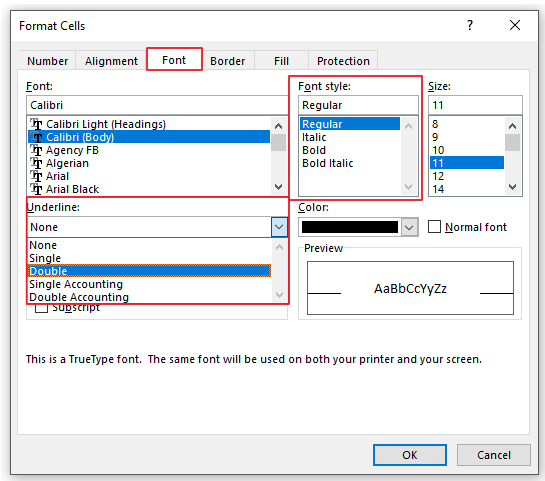 Format Cells
Number Alignment Font Border Fill Protection
Font: Font style: Size:
Calibri Regular 11
Calibri Light (Headings) Regular 8
Calibri (Body) Italic 9
Agency FB Bold 10
Algerian Bold Italic 11
Arial 12
Arial Black 14
Underline: Color:
None Normal font
None Preview
Single
Double
Single Accounting AaBbCcYyZz
Double Accounting
Subscript
This is a TrueType font. The same font will be used on both your printer and your screen.
OK Cancel